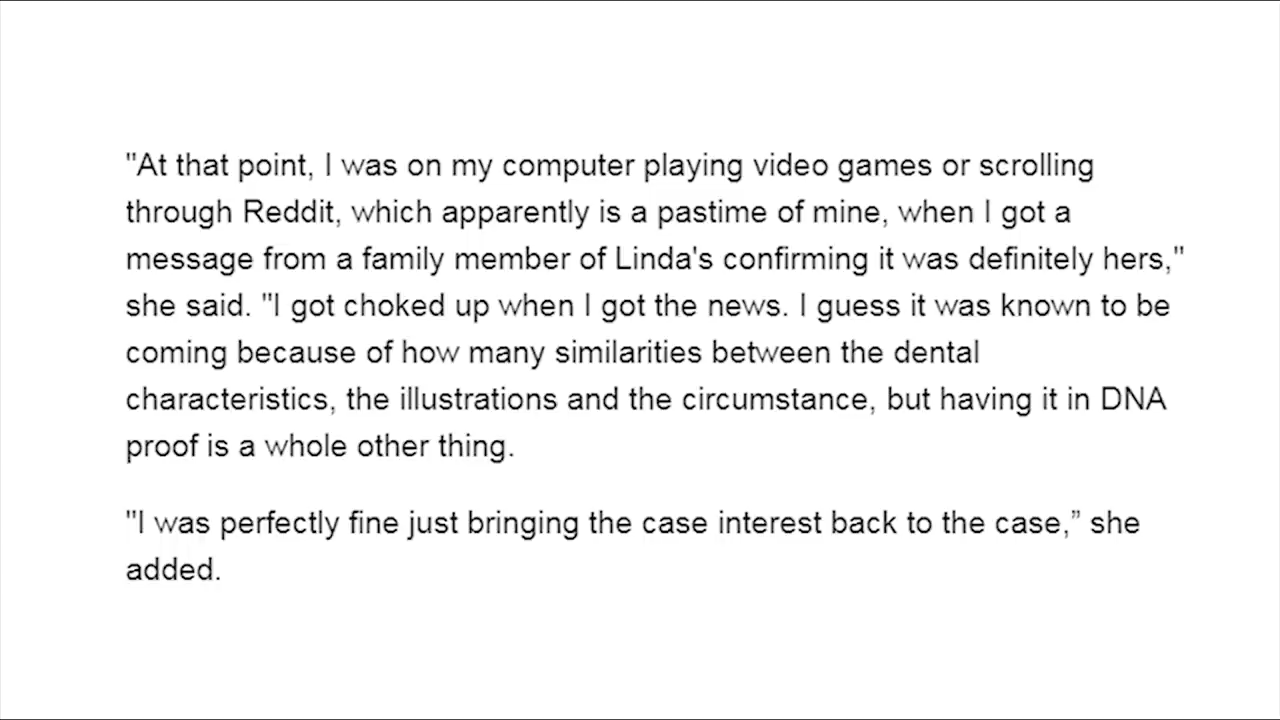 "At that point, I was on my computer playing video games or scrolling
through Reddit, which apparently is a pastime of mine, when I got a
message from a family member of Linda's confirming it was definitely hers,"
she said. "I got choked up when I got the news. I guess it was known to be
coming because of how many similarities between the dental
characteristics, the illustrations and the circumstance, but having it in DNA
proof is a whole other thing.
"I was perfectly fine just bringing the case interest back to the case,” she
added.